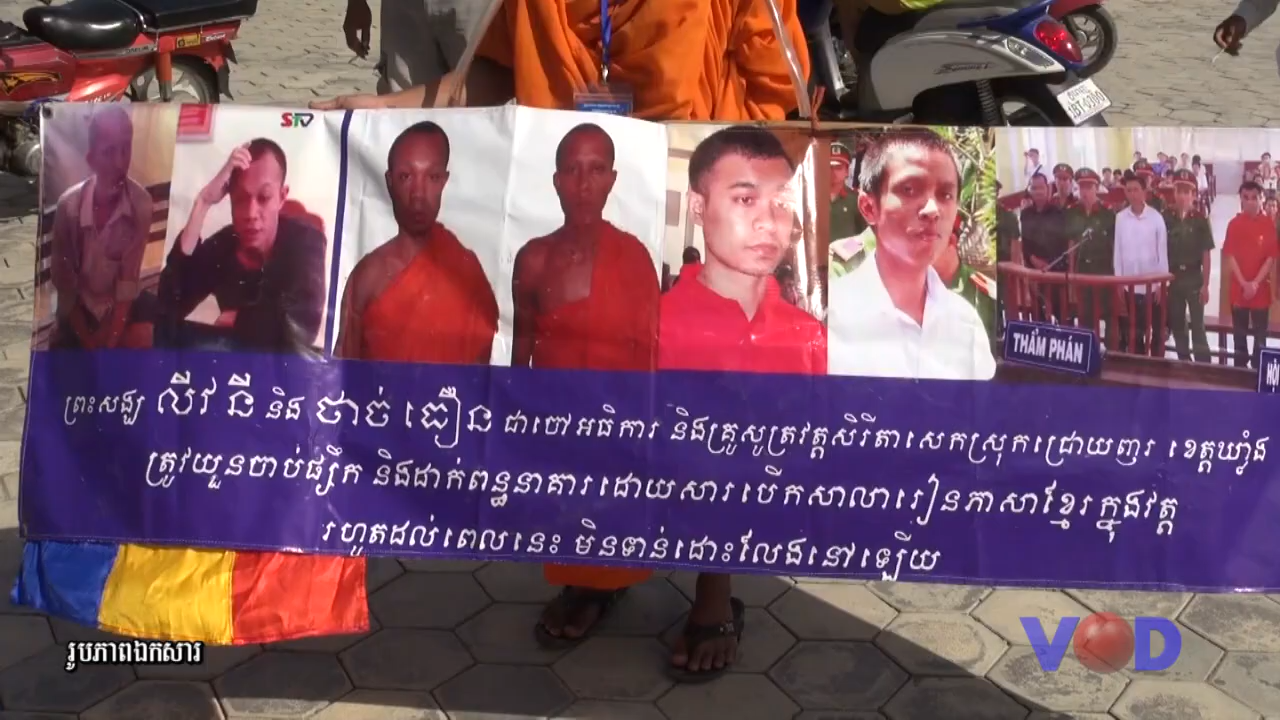 STV
THẨM PHÁN
ព្រះសង្ឃ លីវ នី និង ថាច់ ធឿន ជាចៅអធិការ និងគ្រូសូត្រវត្តសិរីតាសេកស្រុកជ្រោយញរ ខេត្តឃ្លាំង
ត្រូវយួនចាប់ផ្សឹក និងដាក់ពន្ធនាគារដោយសារបើកសាលារៀនភាសាខ្មែរក្នុងវត្ត
រហូតដល់ពេលនេះ មិនទាន់ដោះលែងនៅឡើយ
រូបភាពឯកសារ
VOD